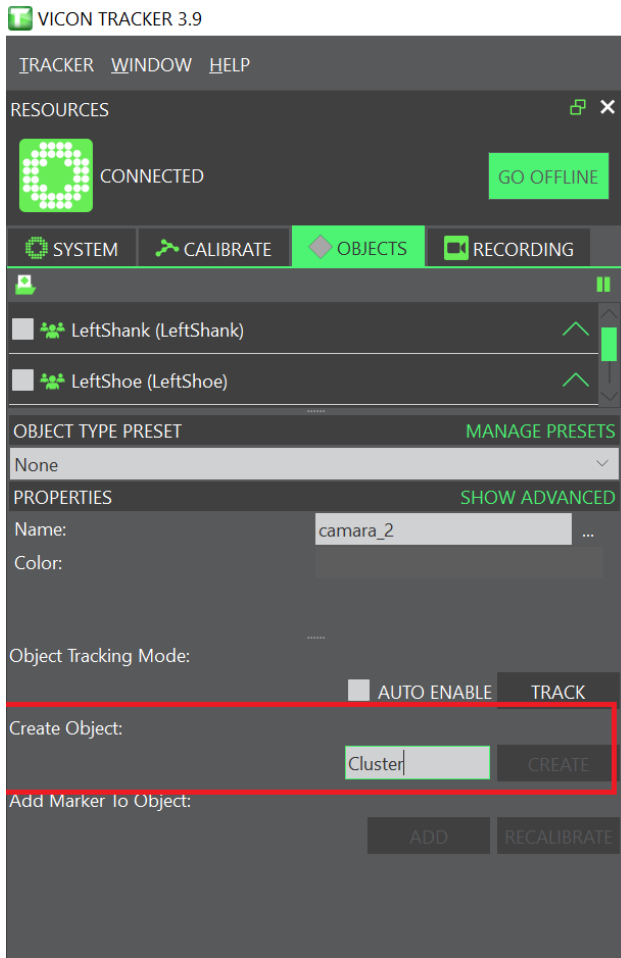 VICON TRACKER 3.9
TRACKER WINDOW HELP
RESOURCES
CONNECTED
GO OFFLINE
SYSTEM CALIBRATE OBJECTS RECORDING
LeftShank (LeftShank)
LeftShoe (LeftShoe)
OBJECT TYPE PRESET MANAGE PRESETS
None
PROPERTIES SHOW ADVANCED
Name: camara_2 ...
Color:
Object Tracking Mode:
AUTO ENABLE TRACK
Create Object:
Cluster CREATE
Add Marker To Object:
ADD RECALIBRATE